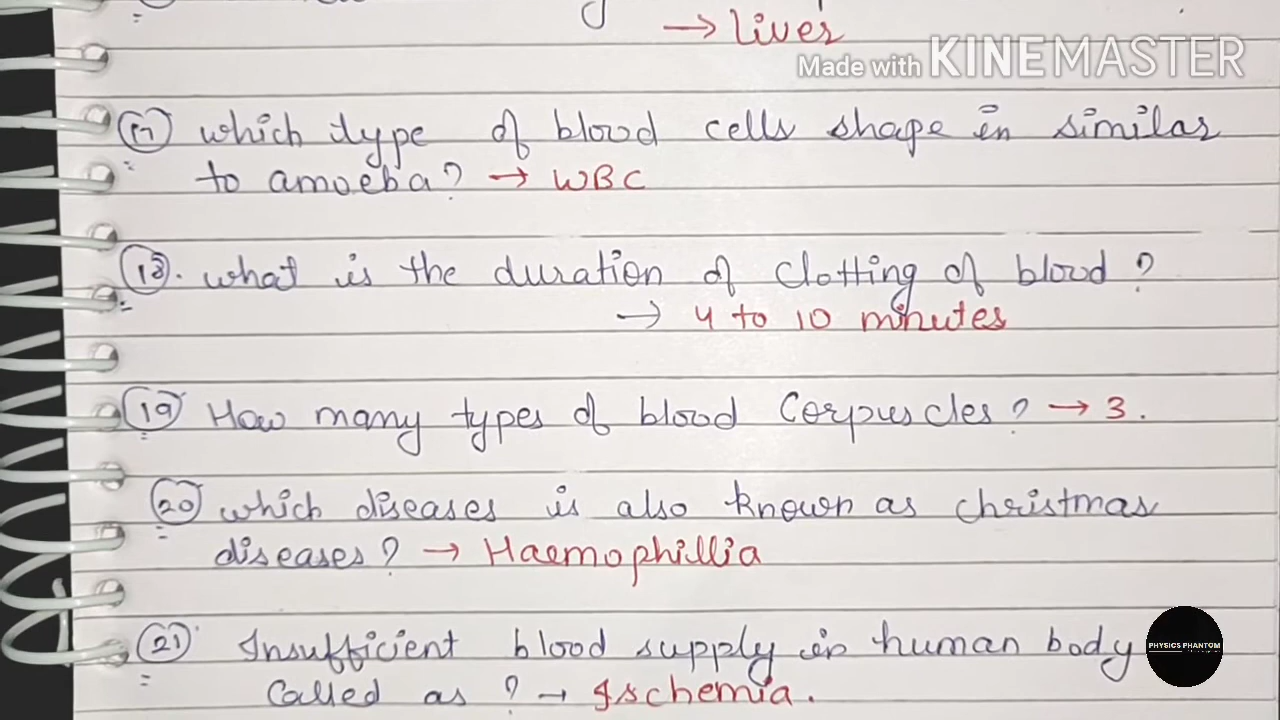 → liver
Made with KINEMASTER
17 which type of blood cells shape in similar
to amoeba? → WBC
18. what is the duration of clotting of blood?
→ 4 to 10 minutes
19 How many types of blood Corpuscles? → 3.
20 which diseases is also known as christmas
diseases? → Haemophillia
21 Insufficient blood supply in human body
PHYSICS PHANTOM
called as ? → Ischemia.